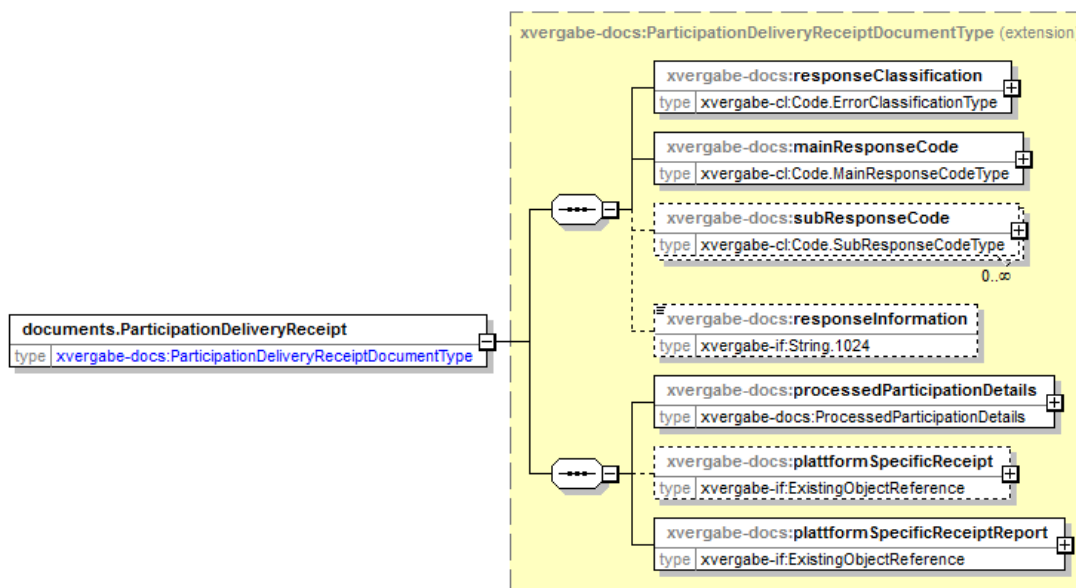 xvergabe-docs:ParticipationDeliveryReceiptDocumentType (extension)
xvergabe-docs:responseClassification
type xvergabe-cl:Code.ErrorClassificationType
xvergabe-docs:mainResponseCode
type xvergabe-cl:Code.MainResponseCodeType
xvergabe-docs:subResponseCode
type xvergabe-cl:Code.SubResponseCodeType
0..∞
xvergabe-docs:responseInformation
type xvergabe-if:String.1024
documents.ParticipationDeliveryReceipt
type xvergabe-docs:ParticipationDeliveryReceiptDocumentType
xvergabe-docs:processedParticipationDetails
type xvergabe-docs:ProcessedParticipationDetails
xvergabe-docs:plattformSpecificReceipt
type xvergabe-if:ExistingObjectReference
xvergabe-docs:plattformSpecificReceiptReport
type xvergabe-if:ExistingObjectReference